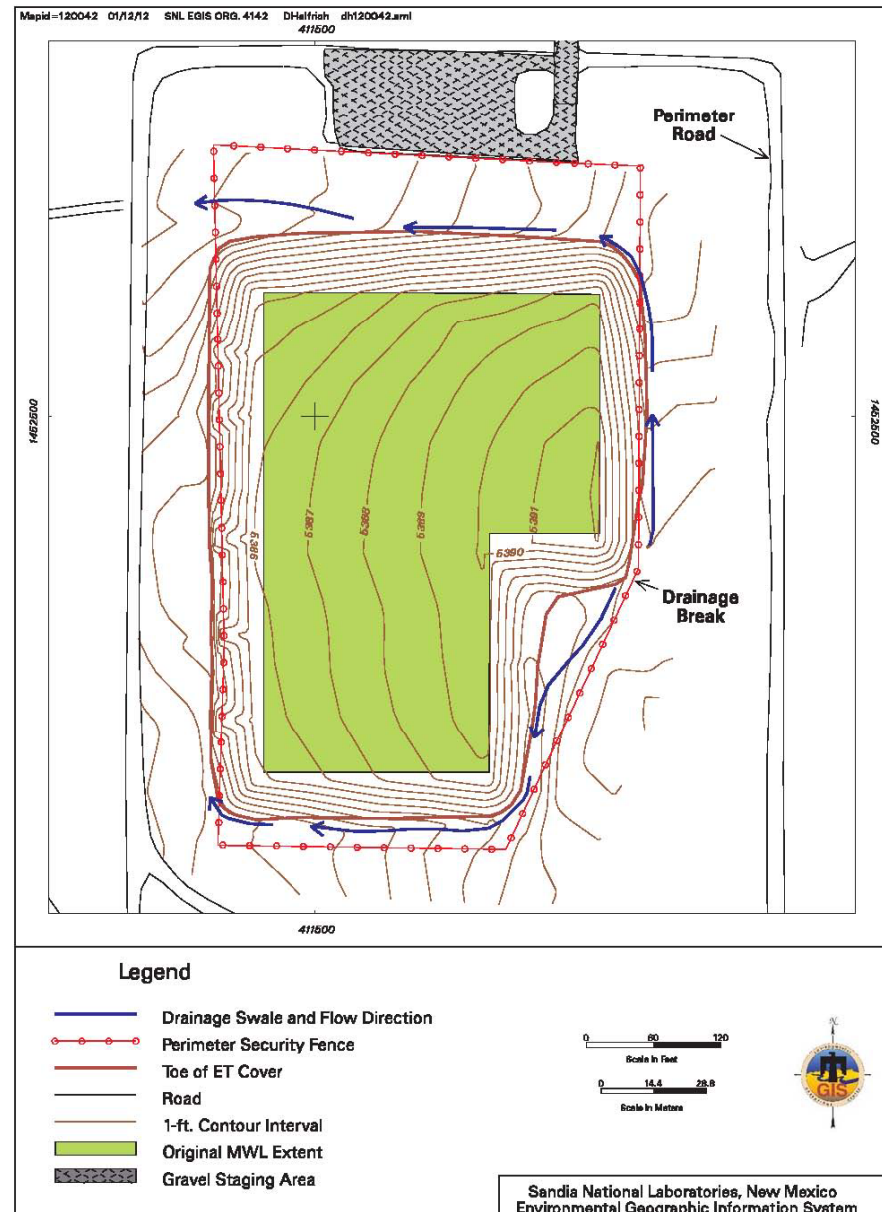 Mapid=120042 01/12/12 SNL EGIS ORG. 4142 DHelfrich dh120042.aml
411500
Perimeter
Road
1452500
1452500
5386
5387
5388
5389
5390
5391
Drainage
Break
411500
Legend
Drainage Swale and Flow Direction
Perimeter Security Fence
Toe of ET Cover
Road
1-ft. Contour Interval
Original MWL Extent
Gravel Staging Area
0 60 120
Scale in Feet
0 14.4 28.8
Scale in Meters
N
GIS
Sandia National Laboratories, New Mexico
Environmental Geographic Information System